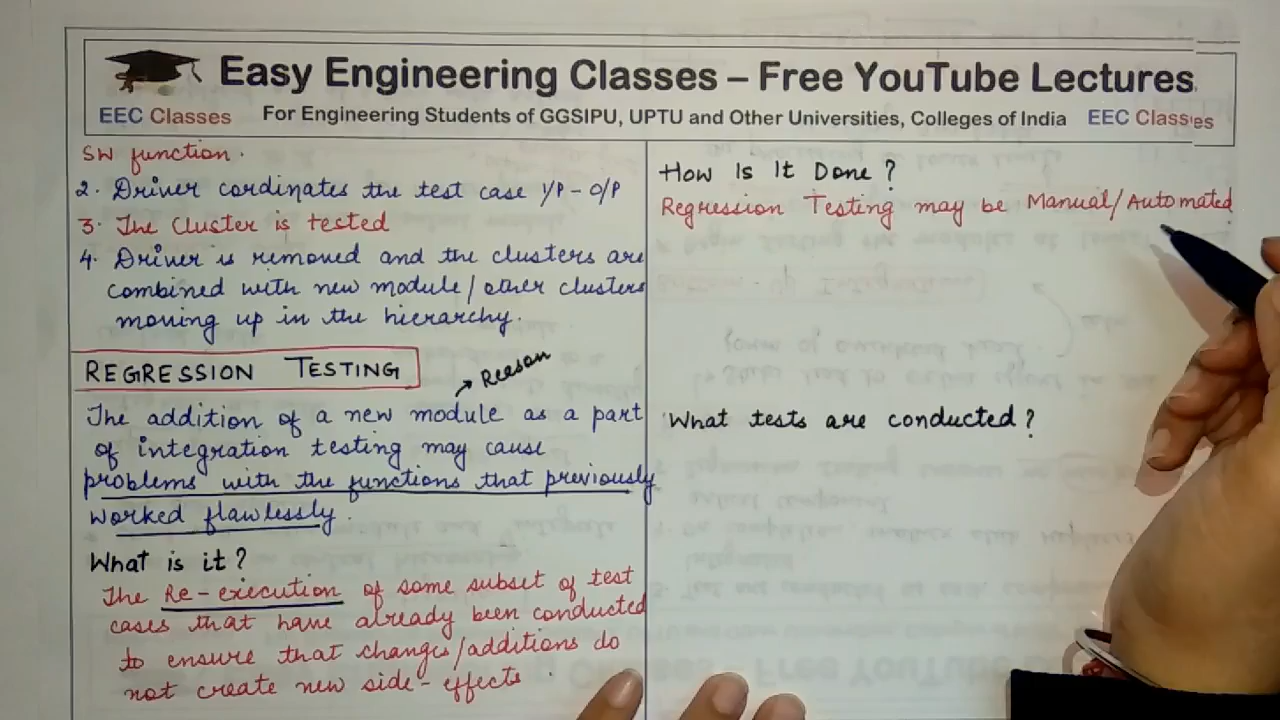 Easy Engineering Classes – Free YouTube Lectures
EEC Classes For Engineering Students of GGSIPU, UPTU and Other Universities, Colleges of India EEC Classes
SW function.
2. Driver cordinates the test case I/P - O/P
3. The Cluster is tested
4. Driver is removed and the clusters are
combined with new module/other clusters
moving up in the hierarchy.
REGRESSION TESTING
→ Reason
The addition of a new module as a part
of integration testing may cause
problems with the functions that previously
worked flawlessly.
What is it?
The Re-execution of some subset of test
cases that have already been conducted
to ensure that changes/additions do
not create new side-effects.
How Is It Done?
Regression Testing may be Manual/Automated
What tests are conducted?